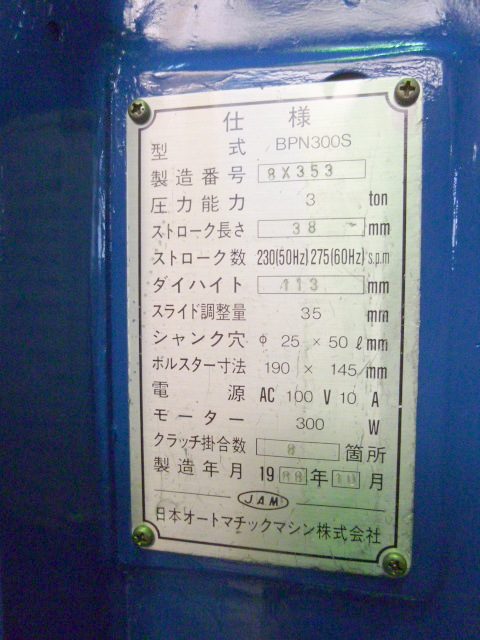 仕様
型式 BPN300S
製造番号 8X353
圧力能力 3 ton
ストローク長さ 38 mm
ストローク数 230(50Hz)275(60Hz) s.p.m
ダイハイト 113 mm
スライド調整量 35 mm
シャンク穴 φ 25 × 50 ℓ mm
ボルスター寸法 190 × 145 mm
電源 AC 100 V 10 A
モーター 300 W
クラッチ掛合数 8 箇所
製造年月 1988年 月
JAM
日本オートマチックマシン株式会社